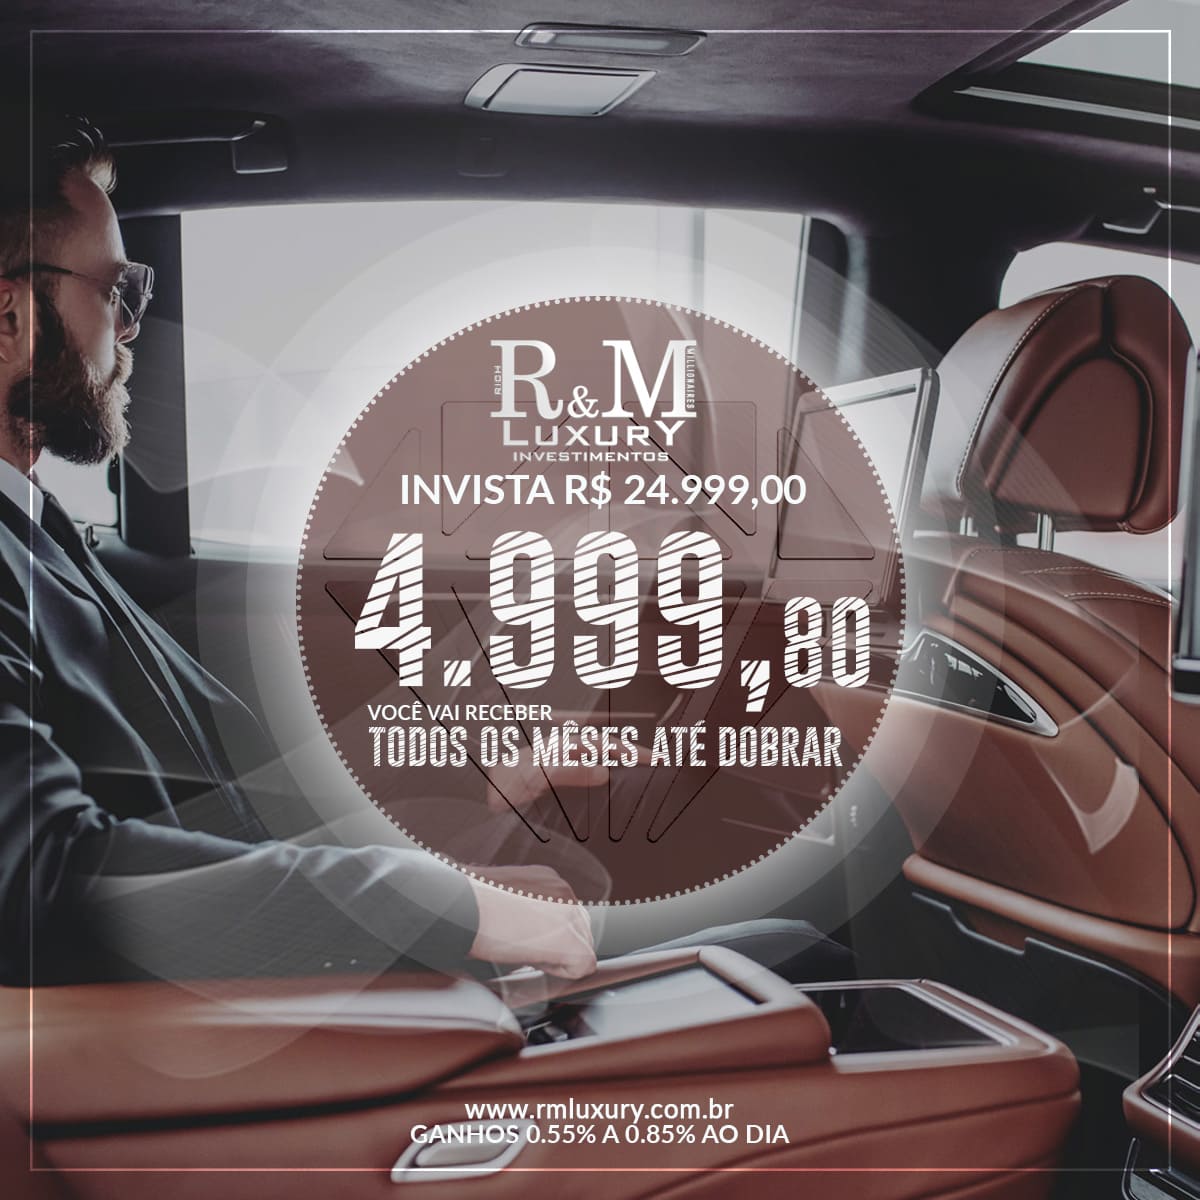 RICH R&M MILLIONAIRES
LUXURY
INVESTIMENTOS
INVISTA R$ 24.999,00
4.999,80
VOCÊ VAI RECEBER
TODOS OS MÊSES ATÉ DOBRAR
www.rmluxury.com.br
GANHOS 0.55% A 0.85% AO DIA